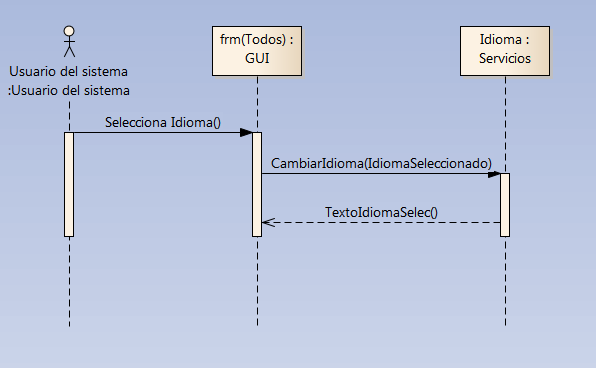 frm(Todos) :
GUI
Idioma :
Servicios
Usuario del sistema
:Usuario del sistema
Selecciona Idioma()
CambiarIdioma(IdiomaSeleccionado)
TextoIdiomaSelec()